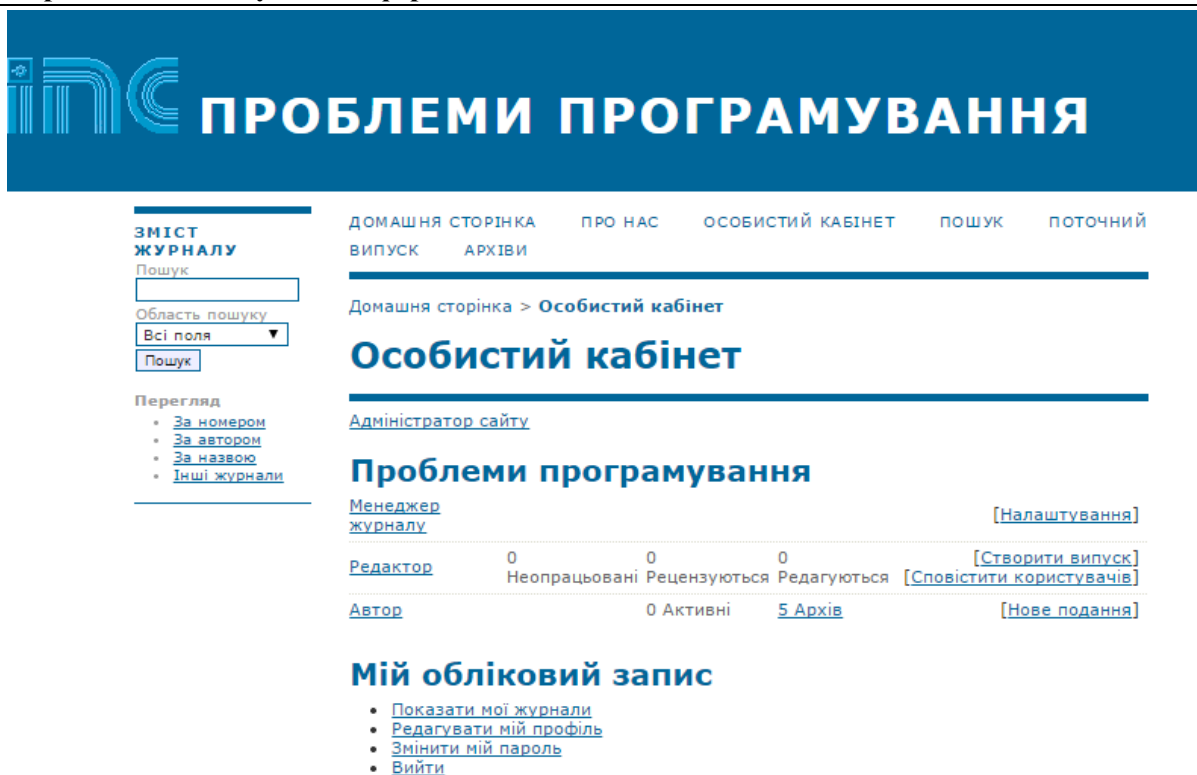 іпс ПРОБЛЕМИ ПРОГРАМУВАННЯ
ЗМІСТ
ЖУРНАЛУ
Пошук
Область пошуку
Всі поля
Пошук
Перегляд
За номером
За автором
За назвою
Інші журнали
ДОМАШНЯ СТОРІНКА ПРО НАС ОСОБИСТИЙ КАБІНЕТ ПОШУК ПОТОЧНИЙ
ВИПУСК АРХІВИ
Домашня сторінка > Особистий кабінет
Особистий кабінет
Адміністратор сайту
Проблеми програмування
Менеджер
журналу [Налаштування]
Редактор 0 Неопрацьовані 0 Рецензуються 0 Редагуються [Створити випуск]
[Сповістити користувачів]
Автор 0 Активні 5 Архів [Нове подання]
Мій обліковий запис
Показати мої журнали
Редагувати мій профіль
Змінити мій пароль
Вийти